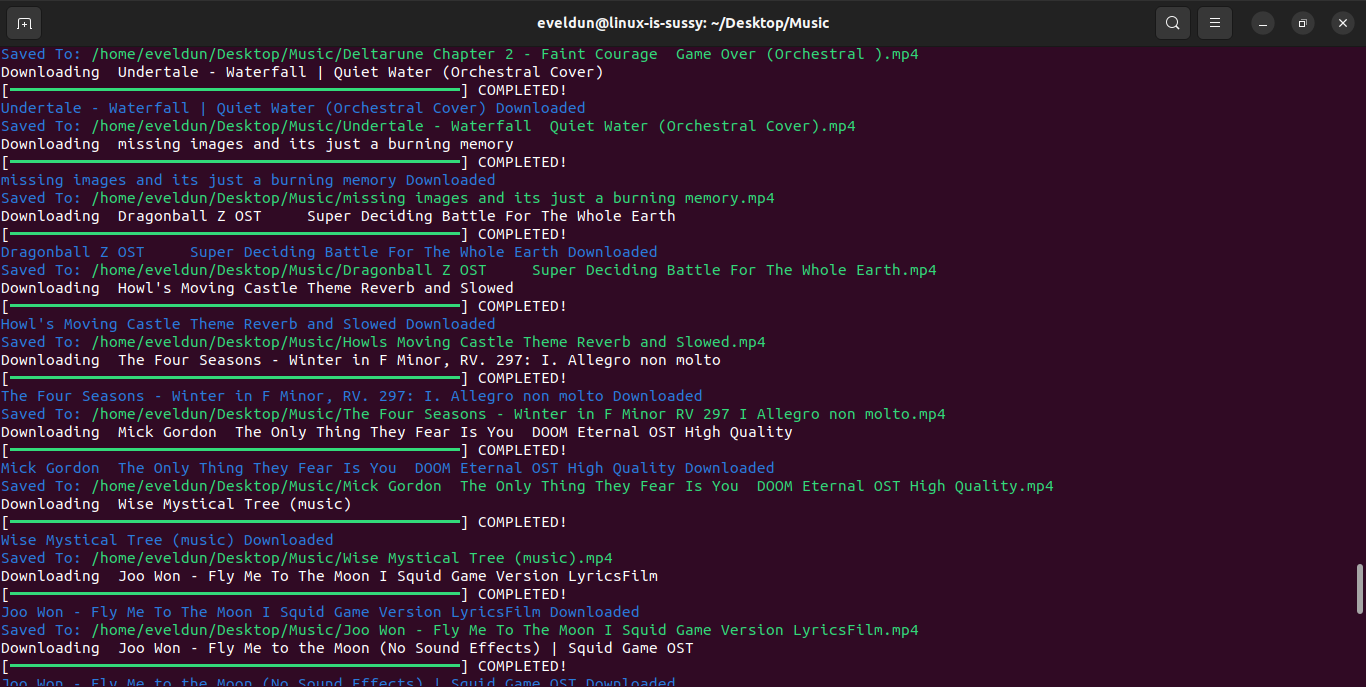 eveldun@linux-is-sussy: ~/Desktop/Music
Saved To: /home/eveldun/Desktop/Music/Deltarune Chapter 2 - Faint Courage  Game Over (Orchestral ).mp4
Downloading  Undertale - Waterfall | Quiet Water (Orchestral Cover)
[━━━━━━━━━━━━━━━━━━━━━━━━━━━━━━━━━━━━━━━━━━━━━━━━━━] COMPLETED!
Undertale - Waterfall | Quiet Water (Orchestral Cover) Downloaded
Saved To: /home/eveldun/Desktop/Music/Undertale - Waterfall  Quiet Water (Orchestral Cover).mp4
Downloading  missing images and its just a burning memory
[━━━━━━━━━━━━━━━━━━━━━━━━━━━━━━━━━━━━━━━━━━━━━━━━━━] COMPLETED!
missing images and its just a burning memory Downloaded
Saved To: /home/eveldun/Desktop/Music/missing images and its just a burning memory.mp4
Downloading  Dragonball Z OST     Super Deciding Battle For The Whole Earth
[━━━━━━━━━━━━━━━━━━━━━━━━━━━━━━━━━━━━━━━━━━━━━━━━━━] COMPLETED!
Dragonball Z OST     Super Deciding Battle For The Whole Earth Downloaded
Saved To: /home/eveldun/Desktop/Music/Dragonball Z OST     Super Deciding Battle For The Whole Earth.mp4
Downloading  Howl's Moving Castle Theme Reverb and Slowed
[━━━━━━━━━━━━━━━━━━━━━━━━━━━━━━━━━━━━━━━━━━━━━━━━━━] COMPLETED!
Howl's Moving Castle Theme Reverb and Slowed Downloaded
Saved To: /home/eveldun/Desktop/Music/Howls Moving Castle Theme Reverb and Slowed.mp4
Downloading  The Four Seasons - Winter in F Minor, RV. 297: I. Allegro non molto
[━━━━━━━━━━━━━━━━━━━━━━━━━━━━━━━━━━━━━━━━━━━━━━━━━━] COMPLETED!
The Four Seasons - Winter in F Minor, RV. 297: I. Allegro non molto Downloaded
Saved To: /home/eveldun/Desktop/Music/The Four Seasons - Winter in F Minor RV 297 I Allegro non molto.mp4
Downloading  Mick Gordon  The Only Thing They Fear Is You  DOOM Eternal OST High Quality
[━━━━━━━━━━━━━━━━━━━━━━━━━━━━━━━━━━━━━━━━━━━━━━━━━━] COMPLETED!
Mick Gordon  The Only Thing They Fear Is You  DOOM Eternal OST High Quality Downloaded
Saved To: /home/eveldun/Desktop/Music/Mick Gordon  The Only Thing They Fear Is You  DOOM Eternal OST High Quality.mp4
Downloading  Wise Mystical Tree (music)
[━━━━━━━━━━━━━━━━━━━━━━━━━━━━━━━━━━━━━━━━━━━━━━━━━━] COMPLETED!
Wise Mystical Tree (music) Downloaded
Saved To: /home/eveldun/Desktop/Music/Wise Mystical Tree (music).mp4
Downloading  Joo Won - Fly Me To The Moon I Squid Game Version LyricsFilm
[━━━━━━━━━━━━━━━━━━━━━━━━━━━━━━━━━━━━━━━━━━━━━━━━━━] COMPLETED!
Joo Won - Fly Me To The Moon I Squid Game Version LyricsFilm Downloaded
Saved To: /home/eveldun/Desktop/Music/Joo Won - Fly Me To The Moon I Squid Game Version LyricsFilm.mp4
Downloading  Joo Won - Fly Me to the Moon (No Sound Effects) | Squid Game OST
[━━━━━━━━━━━━━━━━━━━━━━━━━━━━━━━━━━━━━━━━━━━━━━━━━━] COMPLETED!
Joo Won - Fly Me to the Moon (No Sound Effects) | Squid Game OST Downloaded